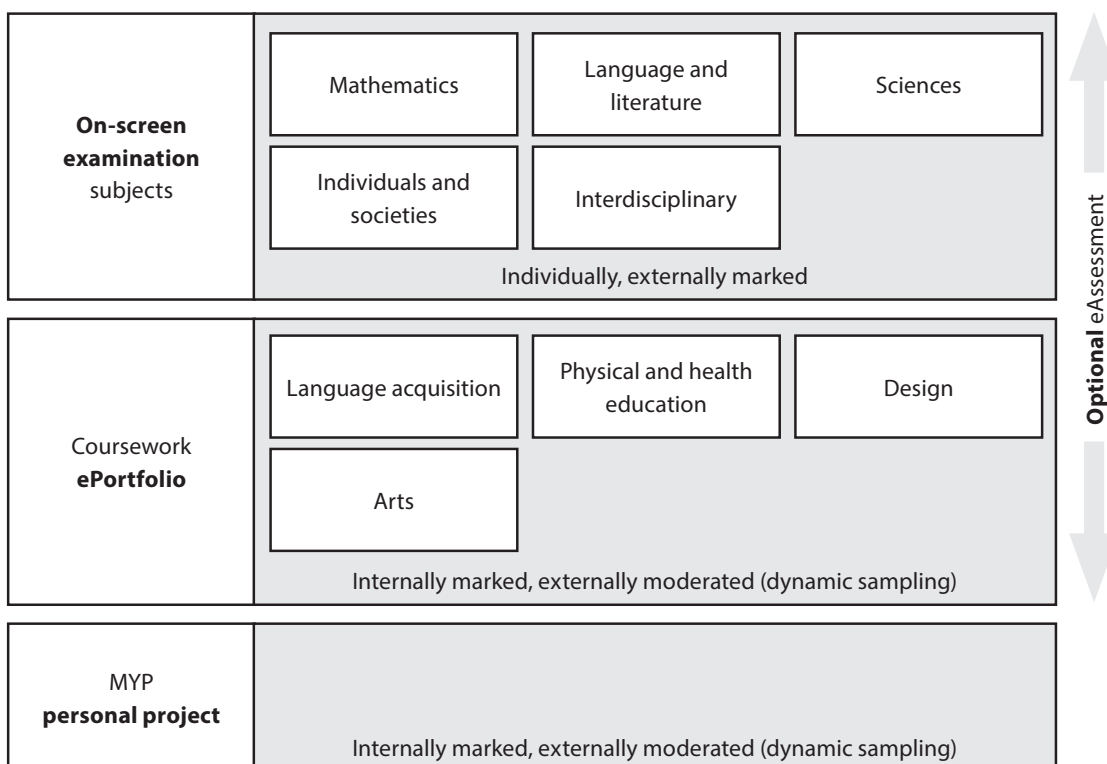 On-screen
examination
subjects
Mathematics
Language and
literature
Sciences
Individuals and
societies
Interdisciplinary
Individually, externally marked
Coursework
ePortfolio
Language acquisition
Physical and health
education
Design
Arts
Internally marked, externally moderated (dynamic sampling)
MYP
personal project
Internally marked, externally moderated (dynamic sampling)
Optional eAssessment